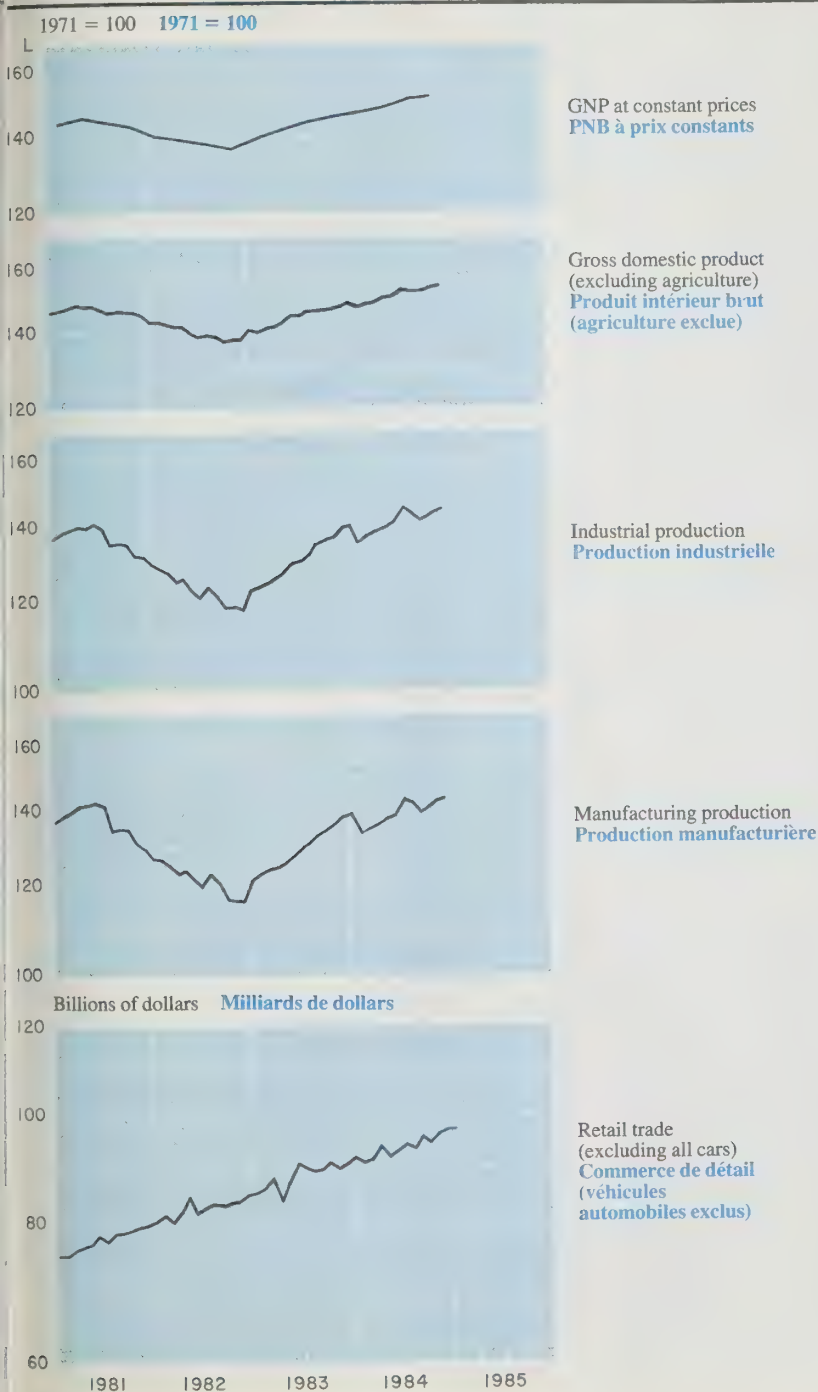 1971 = 100 1971 = 100
L
160
140
120
GNP at constant prices
PNB à prix constants
160
140
120
Gross domestic product
(excluding agriculture)
Produit intérieur brut
(agriculture exclue)
160
140
120
100
Industrial production
Production industrielle
160
140
120
100
Manufacturing production
Production manufacturière
Billions of dollars Milliards de dollars
120
100
80
60
Retail trade
(excluding all cars)
Commerce de détail
(véhicules
automobiles exclus)
1981 1982 1983 1984 1985